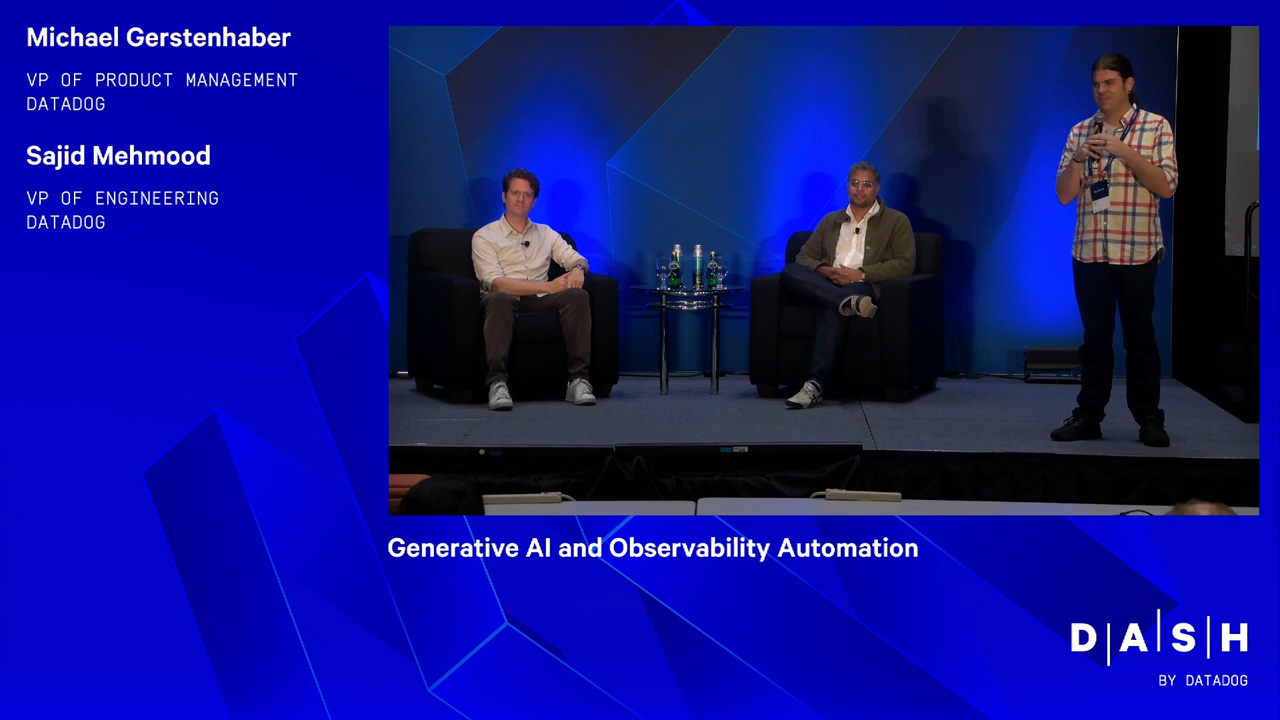 Michael Gerstenhaber
VP OF PRODUCT MANAGEMENT
DATADOG
Sajid Mehmood
VP OF ENGINEERING
DATADOG
Generative AI and Observability Automation
D|A|S|H
BY DATADOG